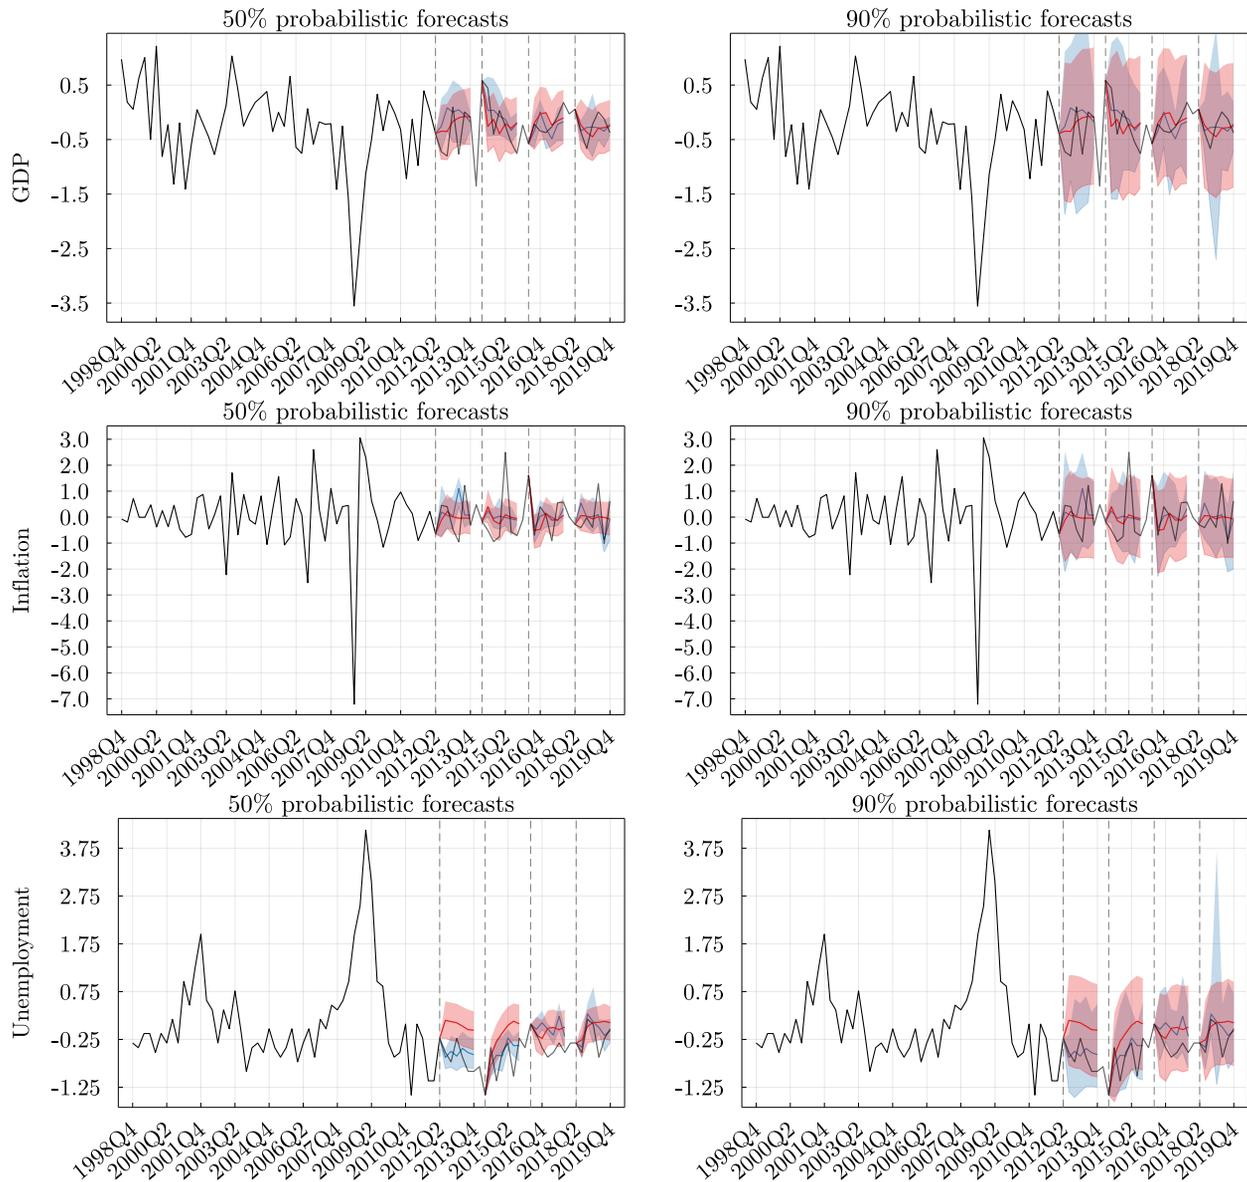 50% probabilistic forecasts
90% probabilistic forecasts
GDP
0.5
-0.5
-1.5
-2.5
-3.5
0.5
-0.5
-1.5
-2.5
-3.5
1998Q4
2000Q2
2001Q4
2003Q2
2004Q4
2006Q2
2007Q4
2009Q2
2010Q4
2012Q2
2013Q4
2015Q2
2016Q4
2018Q2
2019Q4
1998Q4
2000Q2
2001Q4
2003Q2
2004Q4
2006Q2
2007Q4
2009Q2
2010Q4
2012Q2
2013Q4
2015Q2
2016Q4
2018Q2
2019Q4
50% probabilistic forecasts
90% probabilistic forecasts
Inflation
3.0
2.0
1.0
0.0
-1.0
-2.0
-3.0
-4.0
-5.0
-6.0
-7.0
3.0
2.0
1.0
0.0
-1.0
-2.0
-3.0
-4.0
-5.0
-6.0
-7.0
1998Q4
2000Q2
2001Q4
2003Q2
2004Q4
2006Q2
2007Q4
2009Q2
2010Q4
2012Q2
2013Q4
2015Q2
2016Q4
2018Q2
2019Q4
1998Q4
2000Q2
2001Q4
2003Q2
2004Q4
2006Q2
2007Q4
2009Q2
2010Q4
2012Q2
2013Q4
2015Q2
2016Q4
2018Q2
2019Q4
50% probabilistic forecasts
90% probabilistic forecasts
Unemployment
3.75
2.75
1.75
0.75
-0.25
-1.25
3.75
2.75
1.75
0.75
-0.25
-1.25
1998Q4
2000Q2
2001Q4
2003Q2
2004Q4
2006Q2
2007Q4
2009Q2
2010Q4
2012Q2
2013Q4
2015Q2
2016Q4
2018Q2
2019Q4
1998Q4
2000Q2
2001Q4
2003Q2
2004Q4
2006Q2
2007Q4
2009Q2
2010Q4
2012Q2
2013Q4
2015Q2
2016Q4
2018Q2
2019Q4